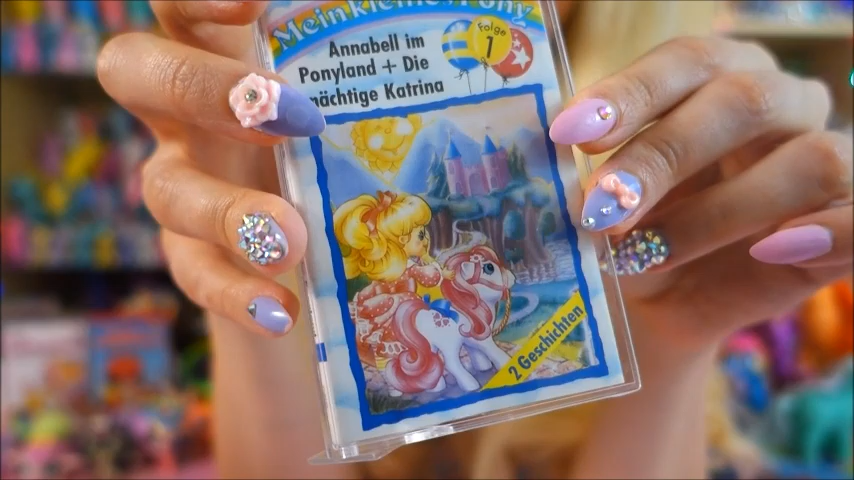 Mein kleines Pony
Folge
1
Annabell im
Ponyland + Die
mächtige Katrina
2 Geschichten